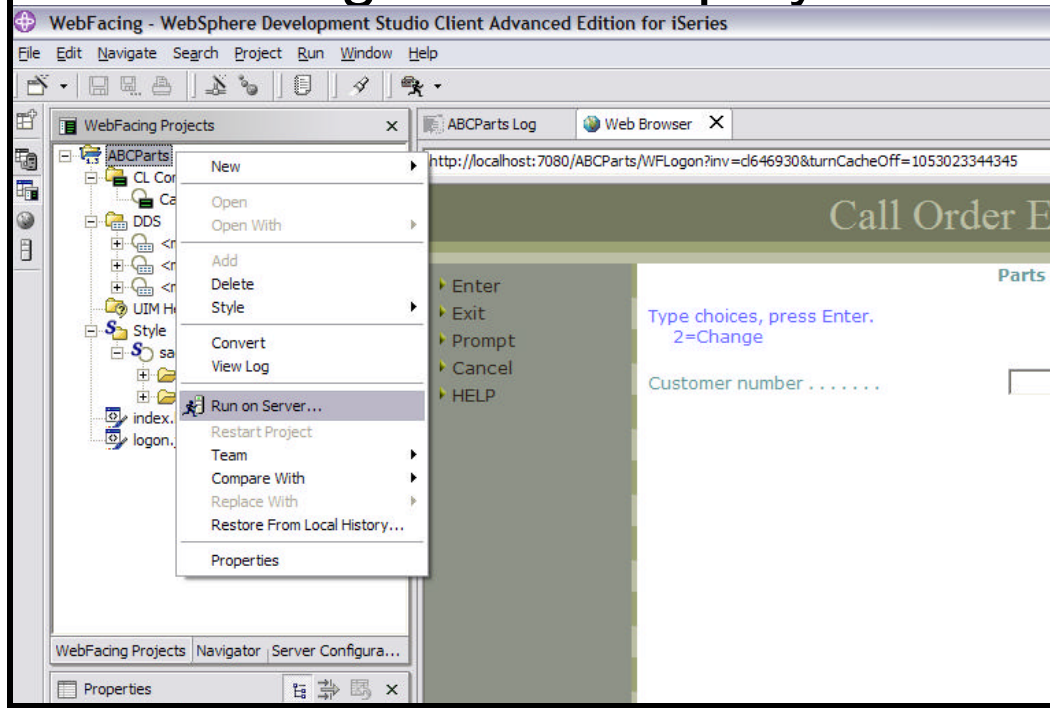 WebFacing - WebSphere Development Studio Client Advanced Edition for iSeries
File Edit Navigate Search Project Run Window Help
WebFacing Projects
ABCParts Log
Web Browser
ABCParts
http://localhost:7080/ABCParts/WFLogon?inv=cl646930&turnCacheOff=1053023344345
CL Co
Ca
DDS
UIM H
Style
sa
index.
logon.
New
Open
Open With
Add
Delete
Style
Convert
View Log
Run on Server...
Restart Project
Team
Compare With
Replace With
Restore From Local History...
Properties
Call Order E
Parts
Enter
Exit
Prompt
Cancel
HELP
Type choices, press Enter.
2=Change
Customer number . . . . . . .
WebFacing Projects Navigator Server Configura...
Properties